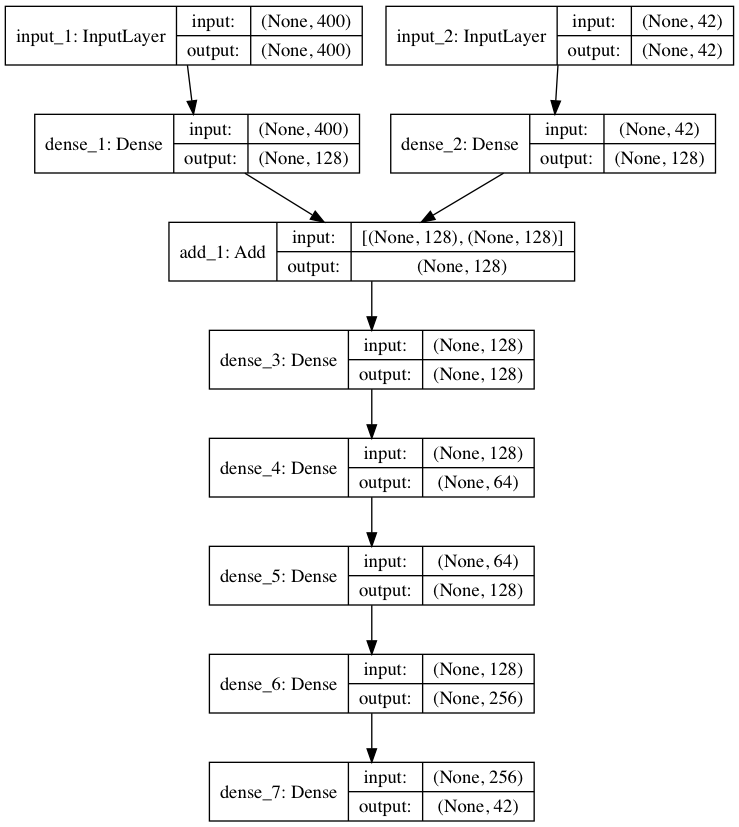 input_1: InputLayer
input: (None, 400)
output: (None, 400)
input_2: InputLayer
input: (None, 42)
output: (None, 42)
dense_1: Dense
input: (None, 400)
output: (None, 128)
dense_2: Dense
input: (None, 42)
output: (None, 128)
add_1: Add
input: [(None, 128), (None, 128)]
output: (None, 128)
dense_3: Dense
input: (None, 128)
output: (None, 128)
dense_4: Dense
input: (None, 128)
output: (None, 64)
dense_5: Dense
input: (None, 64)
output: (None, 128)
dense_6: Dense
input: (None, 128)
output: (None, 256)
dense_7: Dense
input: (None, 256)
output: (None, 42)